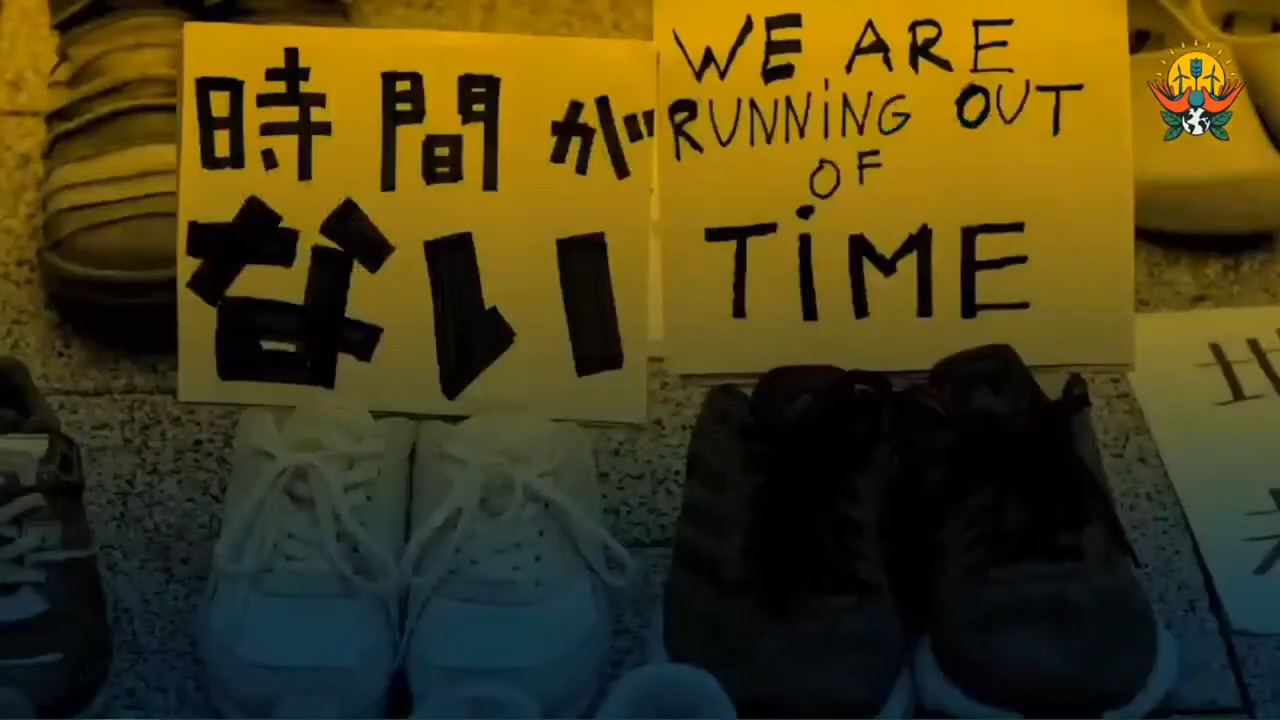 時間が
ない
WE ARE
RUNNING OUT
OF
TIME